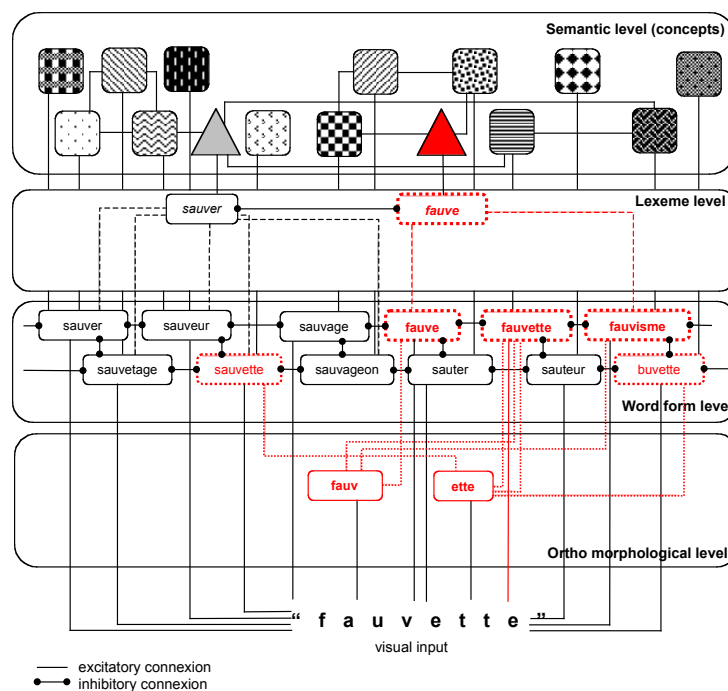 Semantic level (concepts)
Lexeme level
sauver
fauve
sauver
sauveur
sauvage
fauve
fauvette
fauvisme
sauvetage
sauvette
sauvageon
sauter
sauteur
buvette
Word form level
fauv
ette
Ortho morphological level
“ f a u v e t t e ”
visual input
excitatory connexion
inhibitory connexion